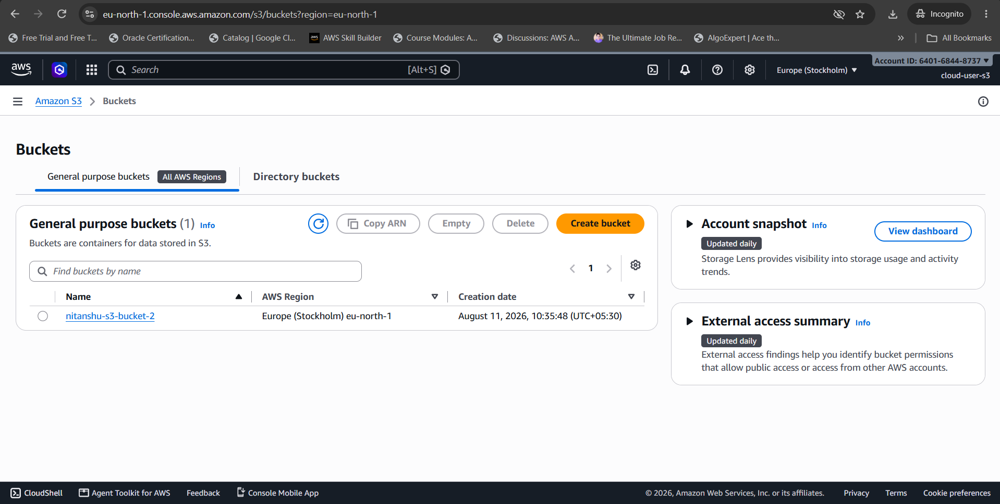 eu-north-1.console.aws.amazon.com/s3/buckets?region=eu-north-1
Incognito
Free Trial and Free T...
Oracle Certification...
Catalog | Google Cl...
aws
AWS Skill Builder
Course Modules: A...
Discussions: AWS A...
The Ultimate Job Re...
AlgoExpert | Ace th...
All Bookmarks
aws
Search
[Alt+S]
Europe (Stockholm)
Account ID: 6401-6844-8737
cloud-user-s3
Amazon S3
Buckets
Buckets
General purpose buckets
All AWS Regions
Directory buckets
General purpose buckets (1) Info
Copy ARN
Empty
Delete
Create bucket
Buckets are containers for data stored in S3.
Find buckets by name
1
Name
AWS Region
Creation date
nitanshu-s3-bucket-2
Europe (Stockholm) eu-north-1
August 11, 2026, 10:35:48 (UTC+05:30)
Account snapshot Info
View dashboard
Updated daily
Storage Lens provides visibility into storage usage and activity
trends.
External access summary Info
Updated daily
External access findings help you identify bucket permissions
that allow public access or access from other AWS accounts.
CloudShell
Agent Toolkit for AWS
Feedback
Console Mobile App
© 2026, Amazon Web Services, Inc. or its affiliates.
Privacy
Terms
Cookie preferences